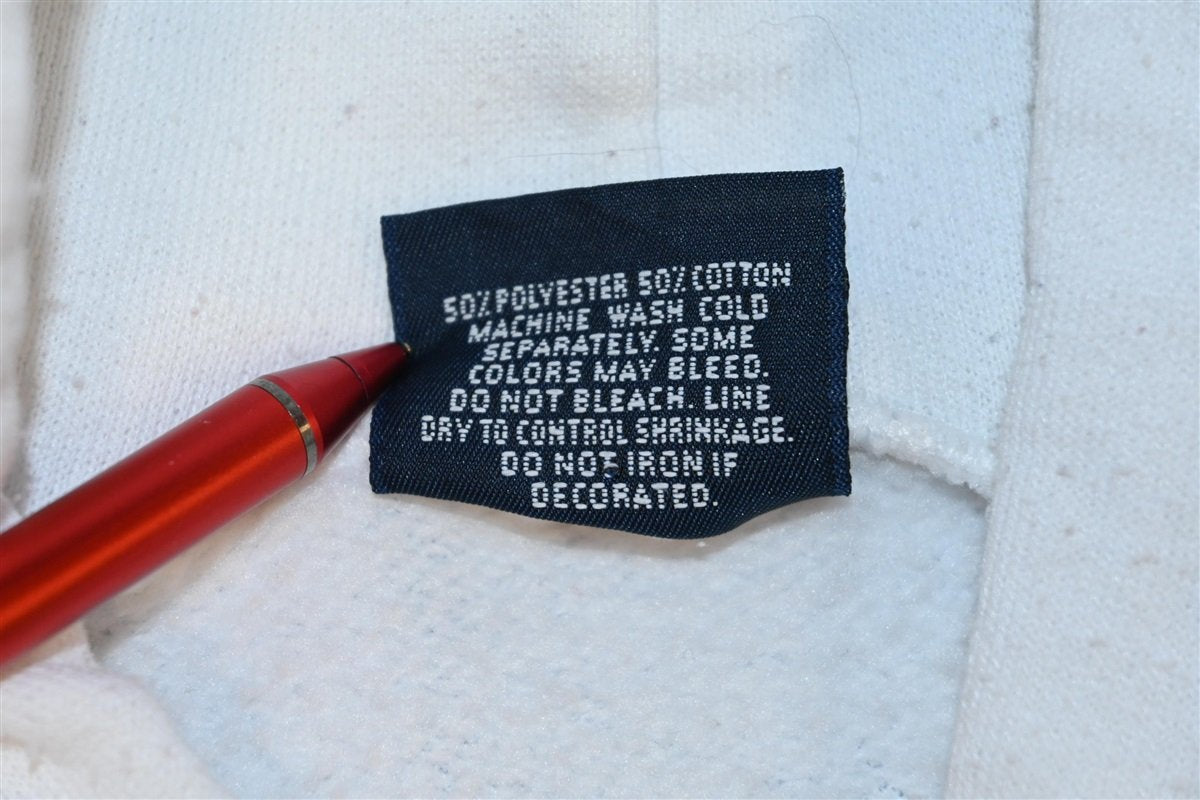 50% POLYESTER 50% COTTON
MACHINE WASH COLD
SEPARATELY. SOME
COLORS MAY BLEED.
DO NOT BLEACH. LINE
DRY TO CONTROL SHRINKAGE.
DO NOT IRON IF
DECORATED.